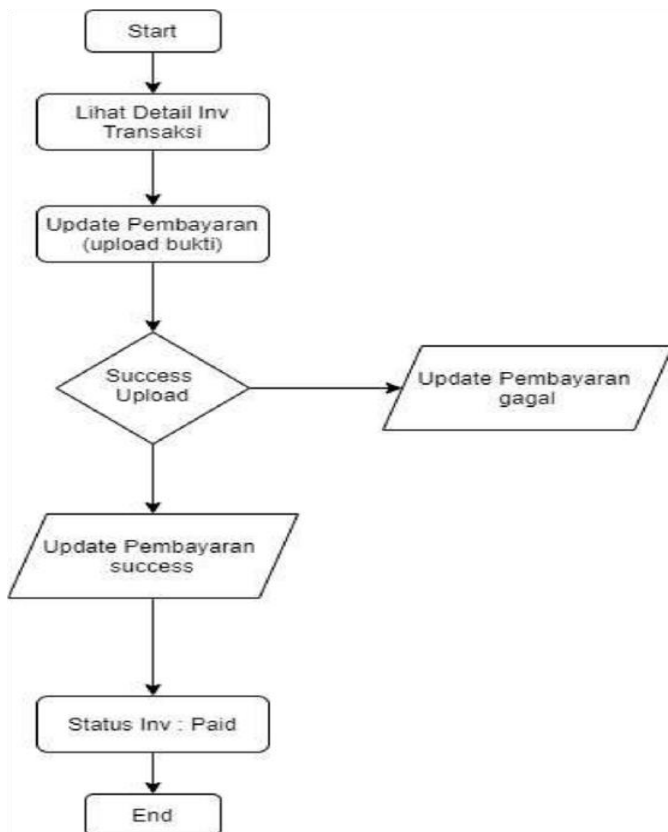 Start
Lihat Detail Inv
Transaksi
Update Pembayaran
(upload bukti)
Success
Upload
Update Pembayaran
gagal
Update Pembayaran
success
Status Inv : Paid
End